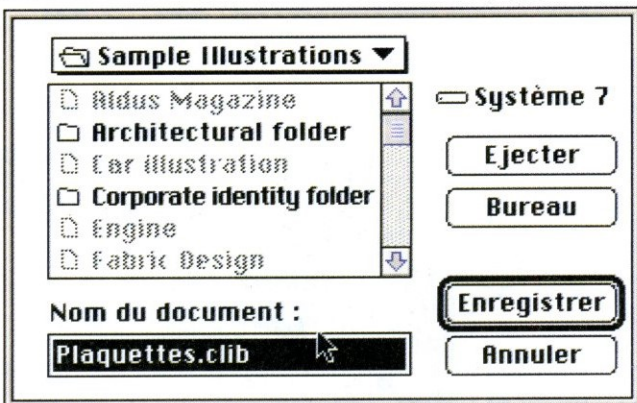 Sample Illustrations
Aldus Magazine
Architectural folder
Car illustration
Corporate identity folder
Engine
Fabric Design
Système 7
Ejecter
Bureau
Nom du document :
Plaquettes.clib
Enregistrer
Annuler